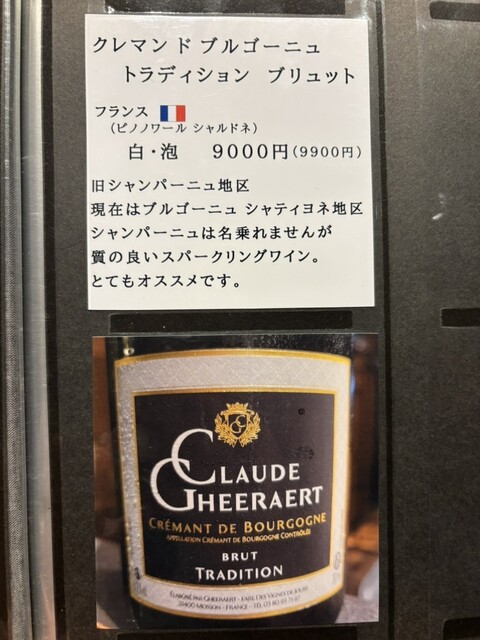 クレマン ド ブルゴーニュ
トラディション ブリュット
フランス
(ピノノワール シャルドネ)
白・泡 9000円(9900円)
旧シャンパーニュ地区
現在はブルゴーニュ シャティヨネ地区
シャンパーニュは名乗れませんが
質の良いスパークリングワイン。
とてもオススメです。
CLAUDE
GHEERAERT
CRÉMANT DE BOURGOGNE
APPELLATION CRÉMANT DE BOURGOGNE CONTRÔLÉE
BRUT
TRADITION
ÉLABORÉ PAR GHEERAERT
MOSSON - FRANCE - TÉL.